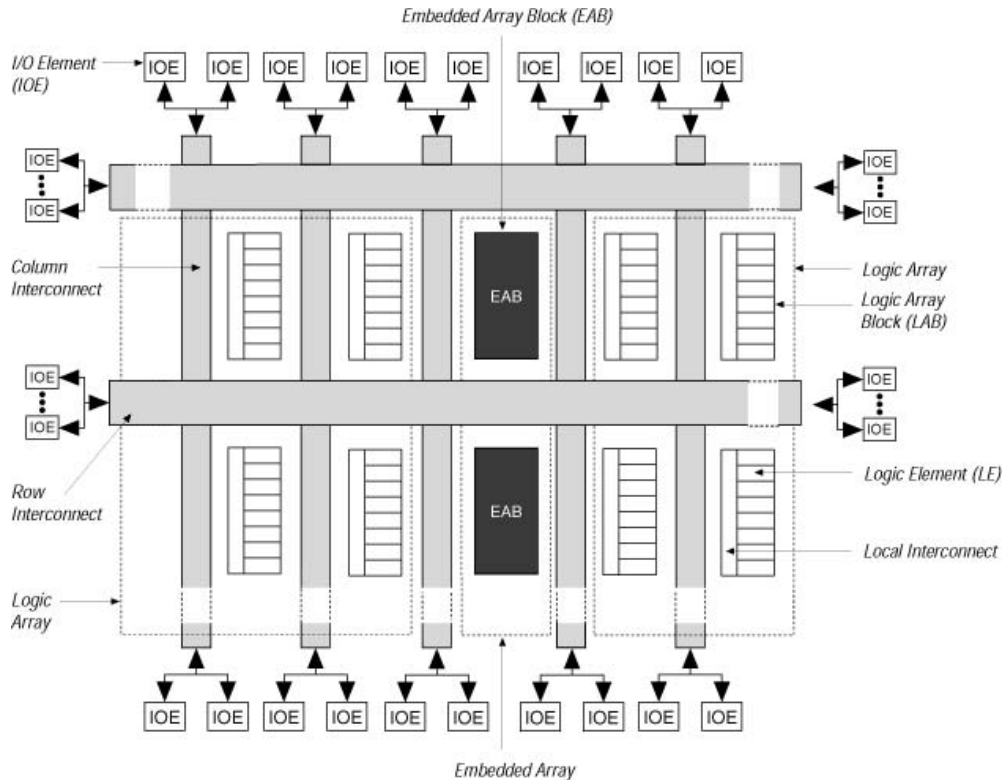 Embedded Array Block (EAB)
I/O Element
(IOE)
IOE IOE IOE IOE IOE IOE IOE IOE IOE IOE
IOE IOE
IOE IOE
Column
Interconnect
EAB
Logic Array
Logic Array
Block (LAB)
IOE IOE
IOE IOE
Row
Interconnect
EAB
Logic Element (LE)
Local Interconnect
Logic
Array
IOE IOE IOE IOE IOE IOE IOE IOE IOE IOE
Embedded Array